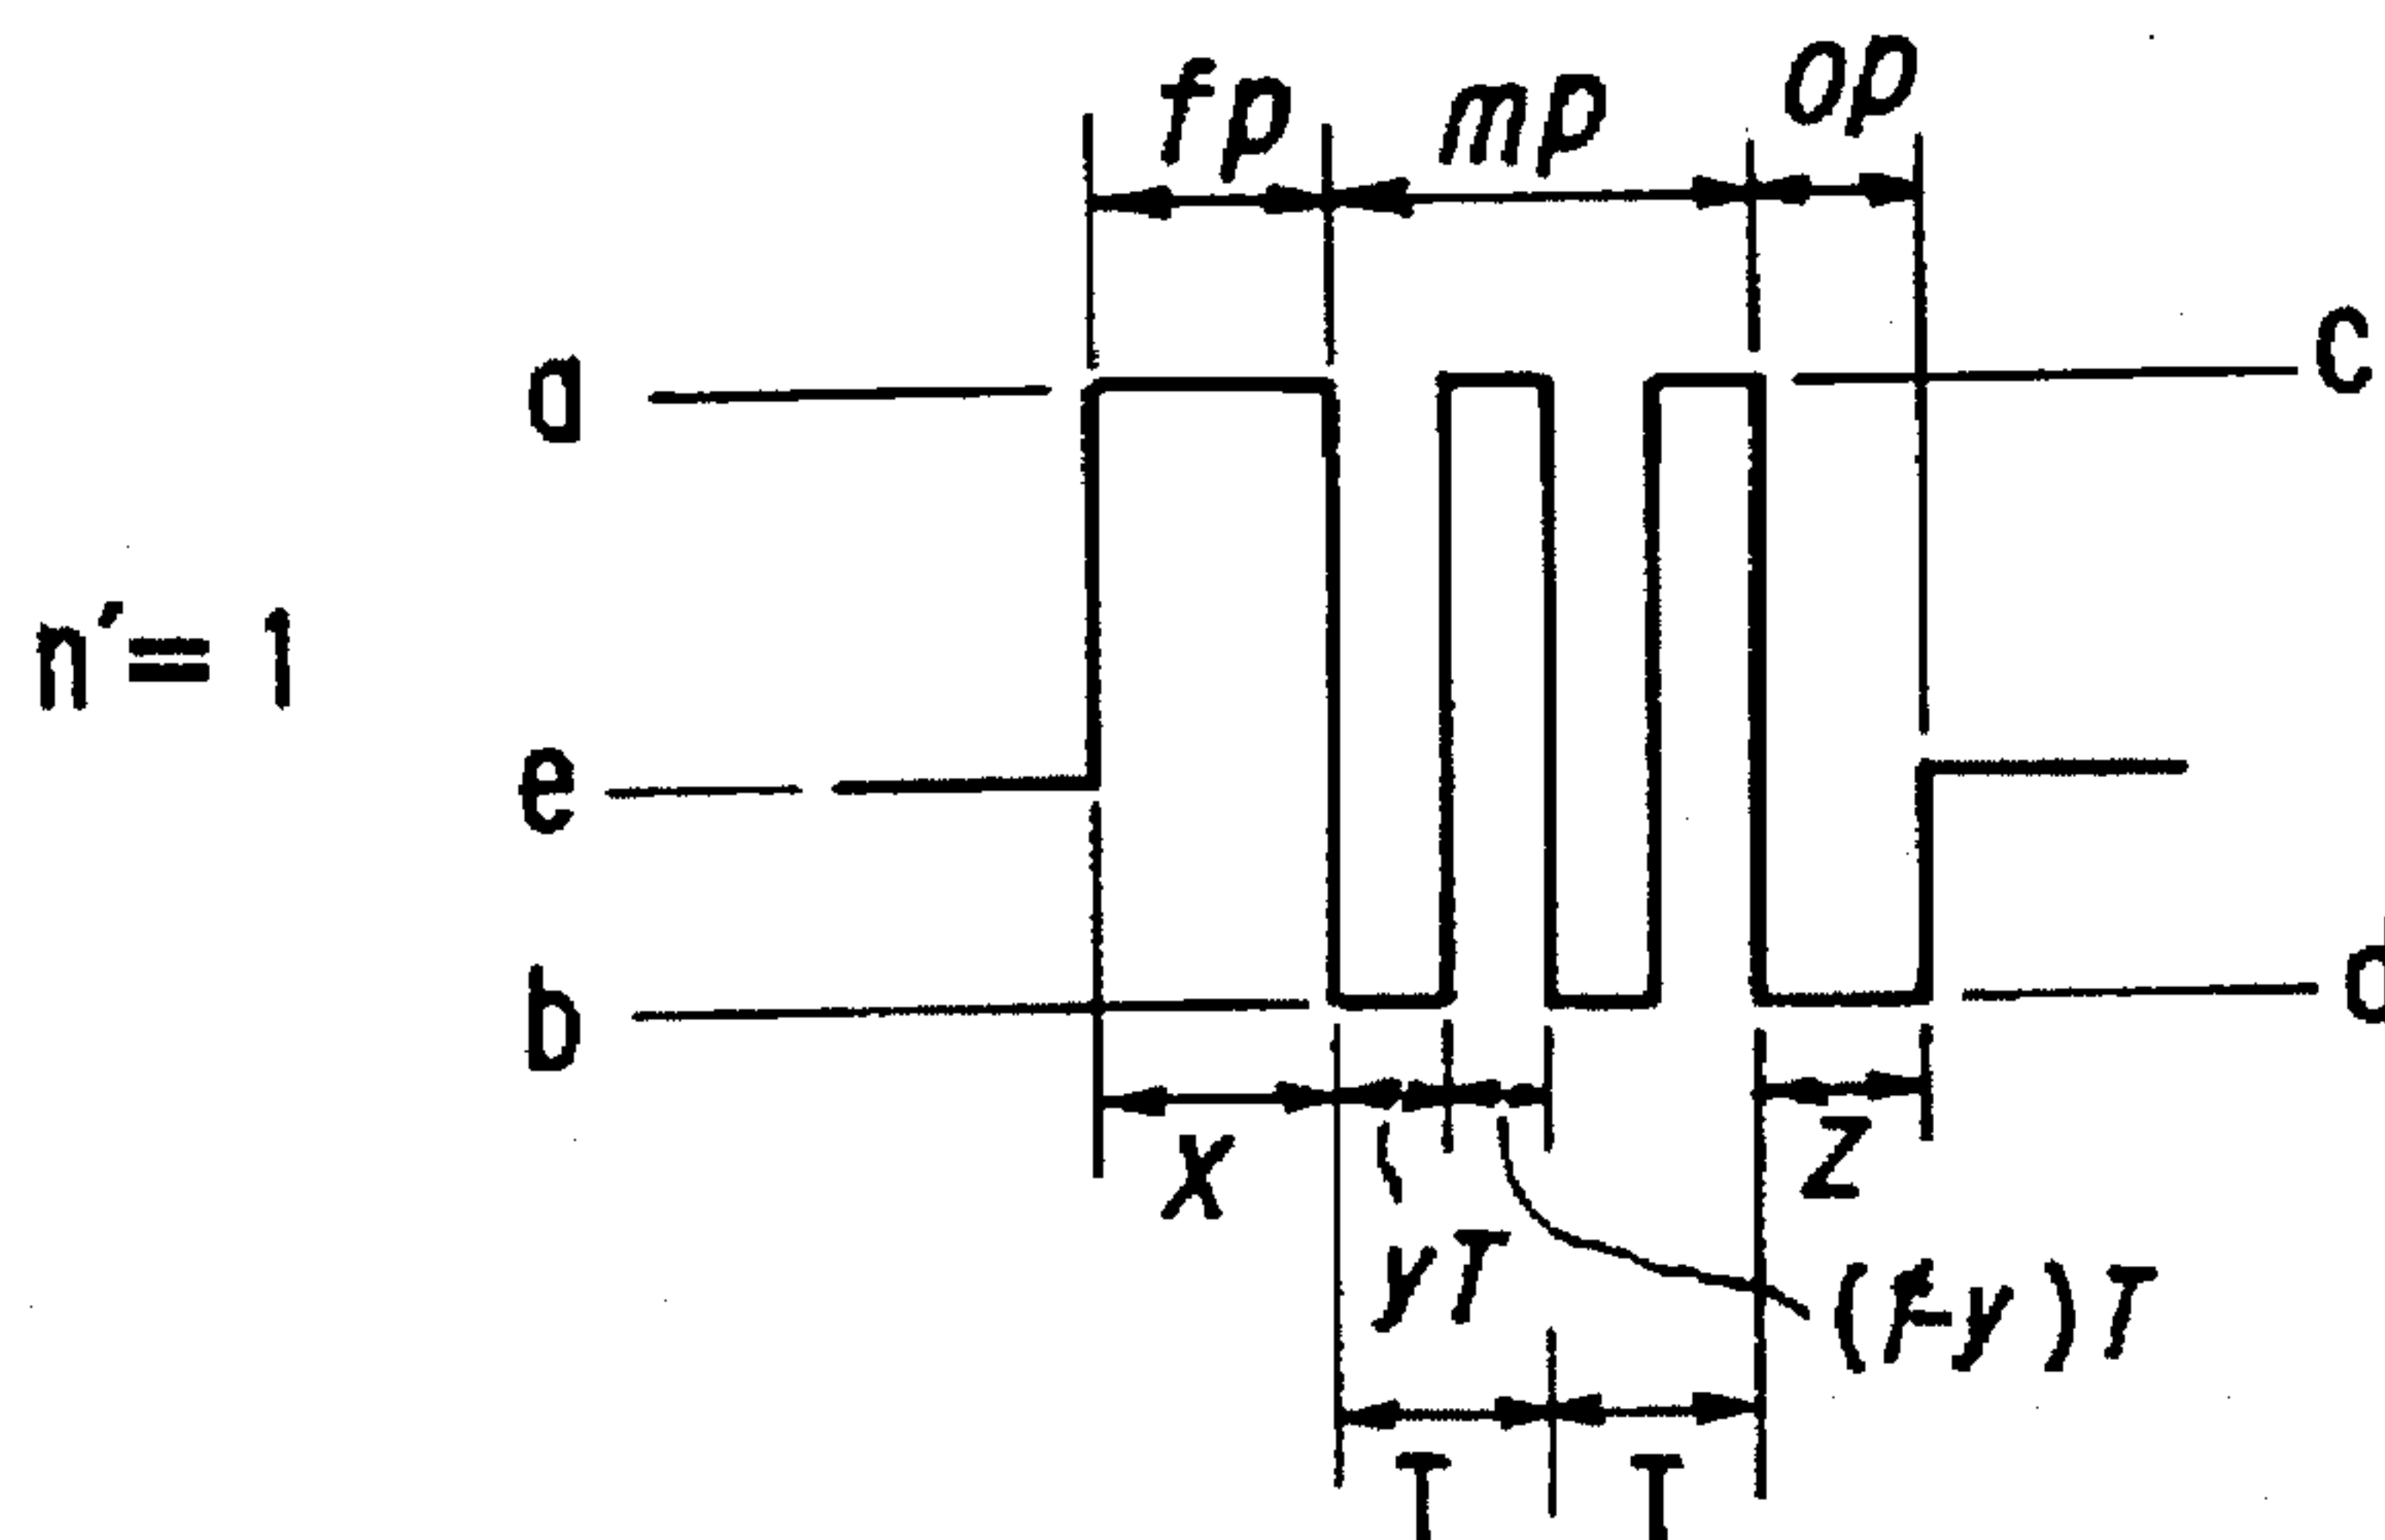 fp mp op
a c
n′= 1
e
b d
x z
yT (1-y)T
T T